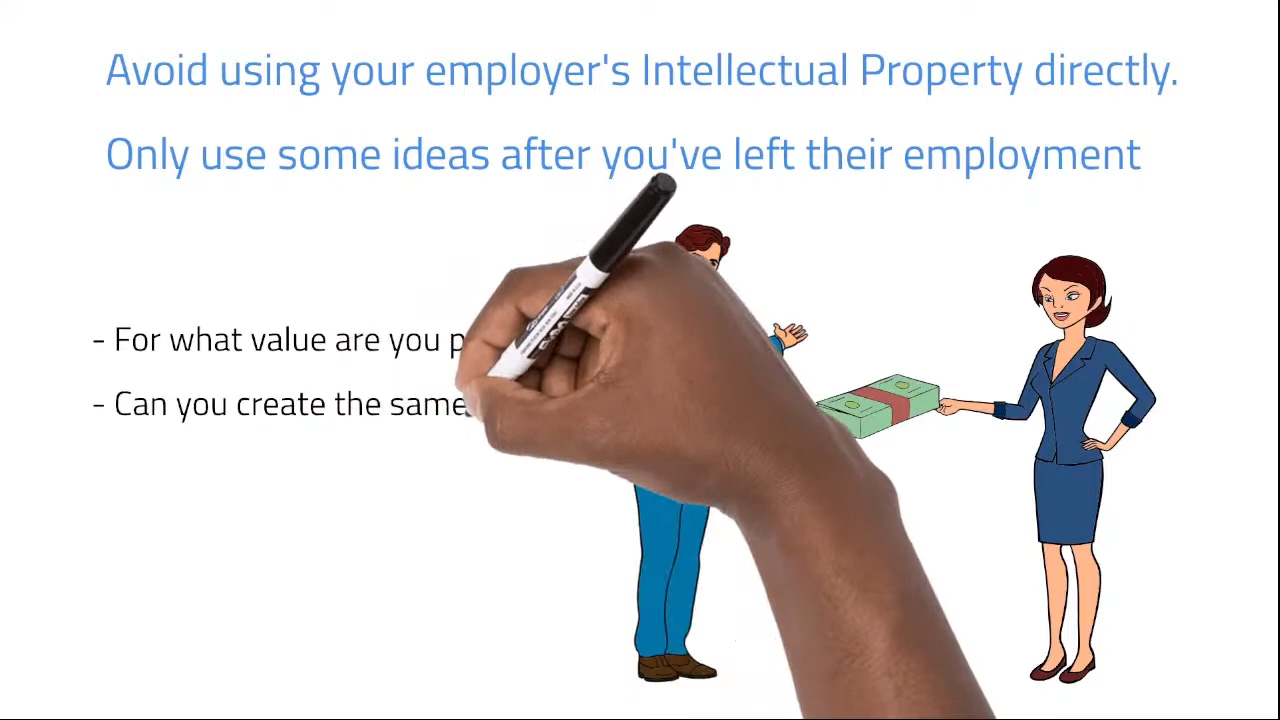 Avoid using your employer's Intellectual Property directly.
Only use some ideas after you've left their employment
- For what value are you
- Can you create the same